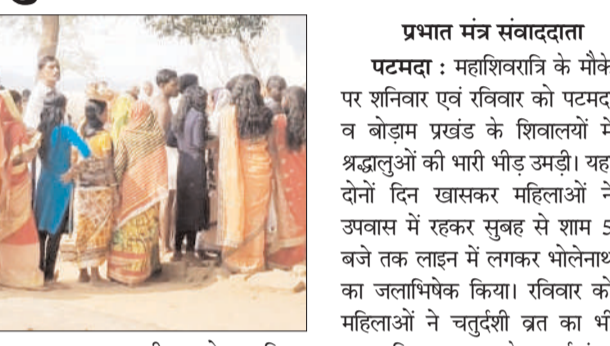 प्रभात मंत्र संवाददाता
पटमदा : महाशिवरात्रि के मौके
पर शनिवार एवं रविवार को पटमदा
व बोड़ाम प्रखंड के शिवालयों में
श्रद्धालुओं की भारी भीड़ उमड़ी। यहां
दोनों दिन खासकर महिलाओं ने
उपवास में रहकर सुबह से शाम 5
बजे तक लाइन में लगकर भोलेनाथ
का जलाभिषेक किया। रविवार को
महिलाओं ने चतुर्दशी व्रत का भी